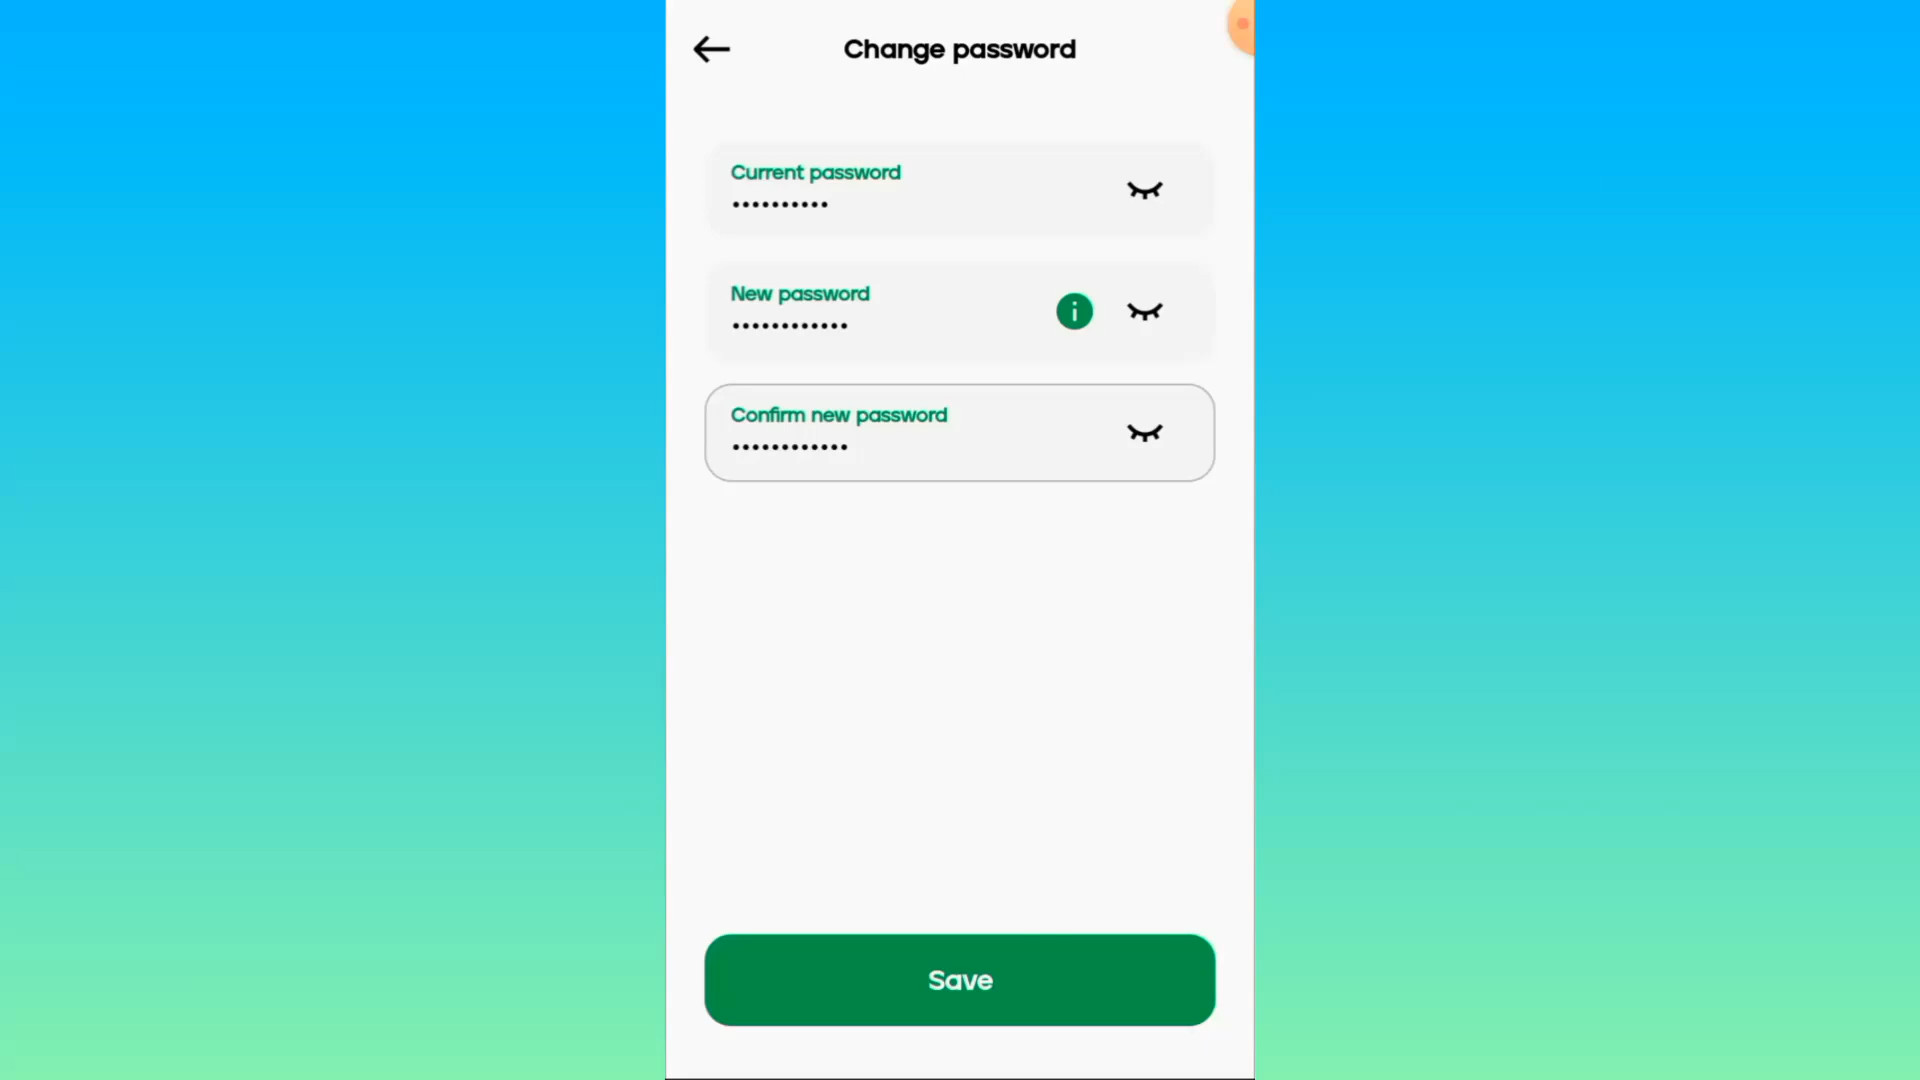 Change password
Current password
••••••••••
New password
••••••••••••
Confirm new password
••••••••••••
Save